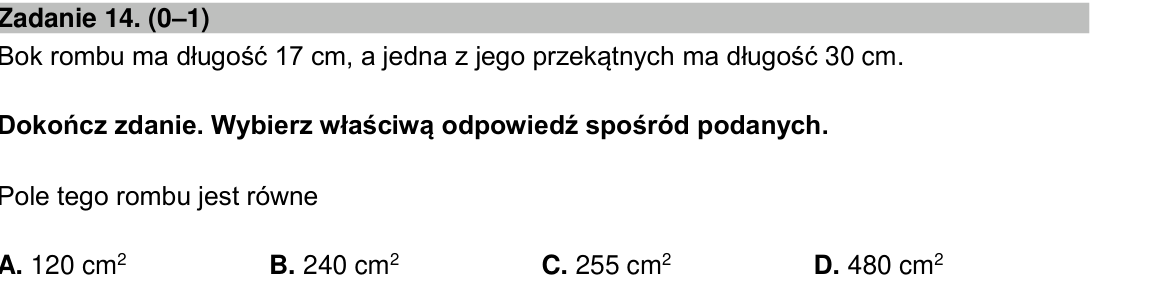 Zadanie 14. (0–1)
Bok rombu ma długość 17 cm, a jedna z jego przekątnych ma długość 30 cm.
Dokończ zdanie. Wybierz właściwą odpowiedź spośród podanych.
Pole tego rombu jest równe
A. 120 cm² B. 240 cm² C. 255 cm² D. 480 cm²